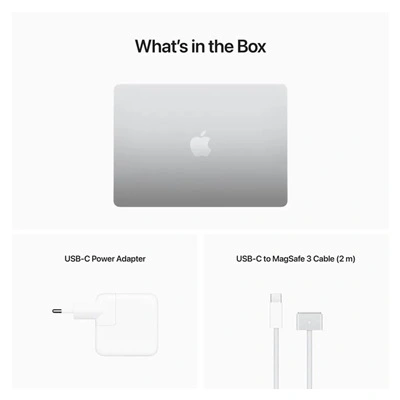 What's in the Box
USB-C Power Adapter
USB-C to MagSafe 3 Cable (2 m)